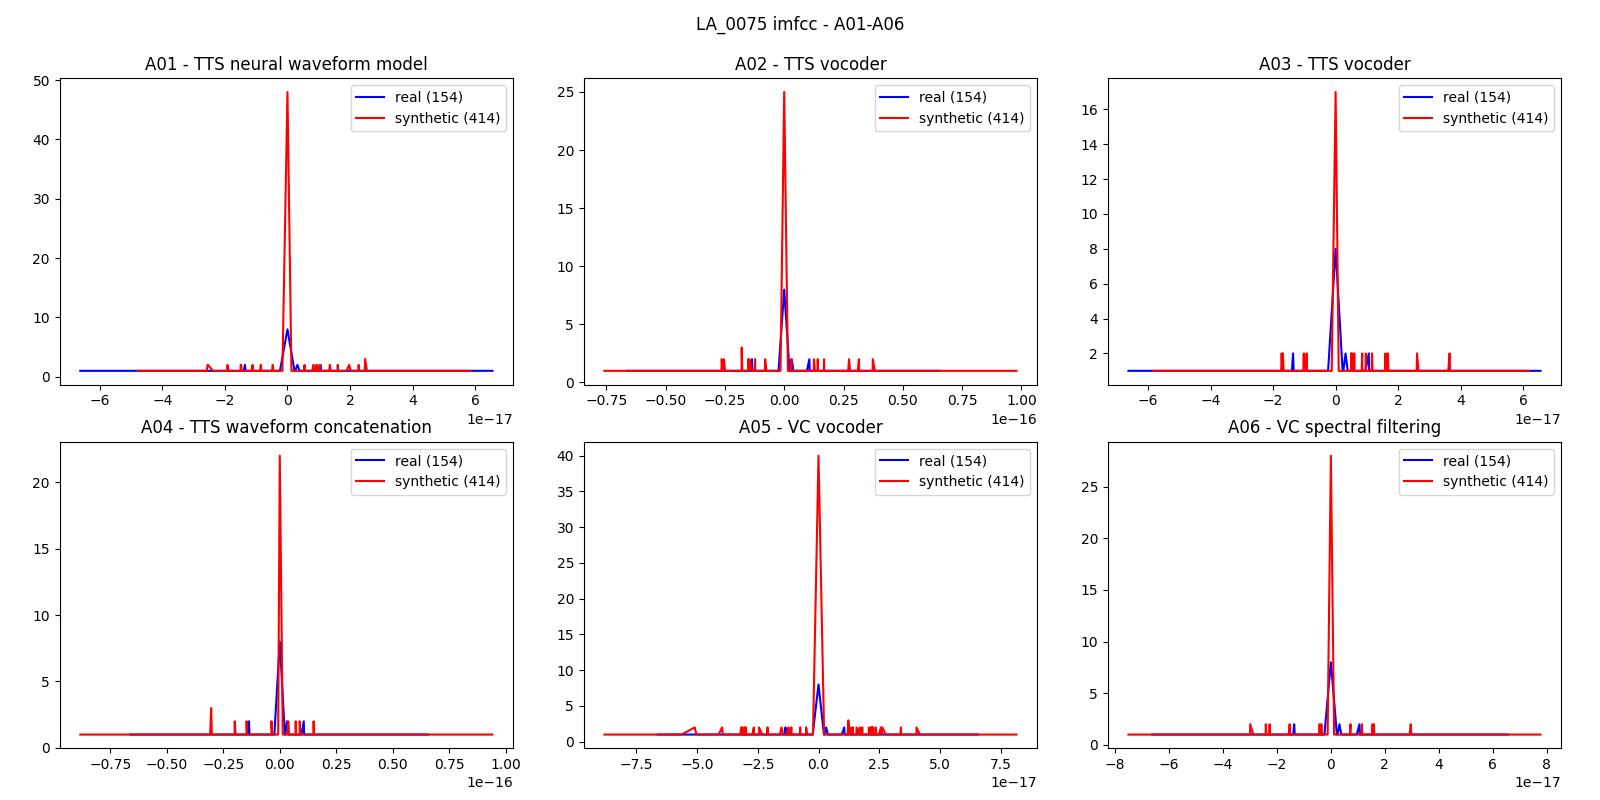 LA_0075 imfcc - A01-A06
A01 - TTS neural waveform model
50
40
30
20
10
0
real (154)
synthetic (414)
−6 −4 −2 0 2 4 6
1e−17
A02 - TTS vocoder
25
20
15
10
5
0
real (154)
synthetic (414)
−0.75 −0.50 −0.25 0.00 0.25 0.50 0.75 1.00
1e−16
A03 - TTS vocoder
16
14
12
10
8
6
4
2
real (154)
synthetic (414)
−6 −4 −2 0 2 4 6
1e−17
A04 - TTS waveform concatenation
20
15
10
5
0
real (154)
synthetic (414)
−0.75 −0.50 −0.25 0.00 0.25 0.50 0.75 1.00
1e−16
A05 - VC vocoder
40
35
30
25
20
15
10
5
0
real (154)
synthetic (414)
−7.5 −5.0 −2.5 0.0 2.5 5.0 7.5
1e−17
A06 - VC spectral filtering
25
20
15
10
5
0
real (154)
synthetic (414)
−8 −6 −4 −2 0 2 4 6 8
1e−17